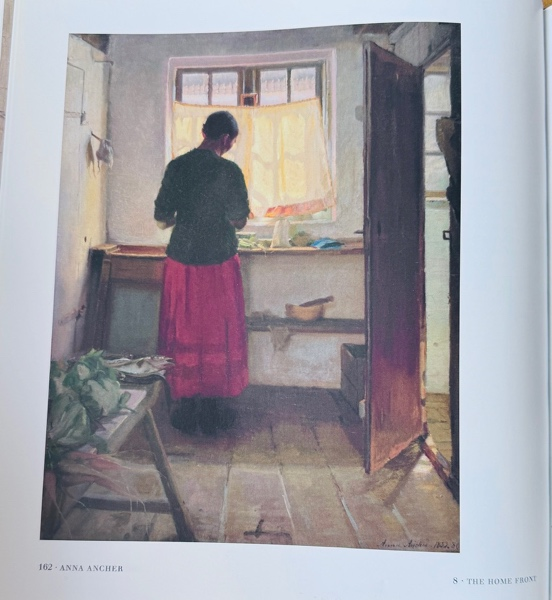 162 · ANNA ANCHER
8 · THE HOME FRONT